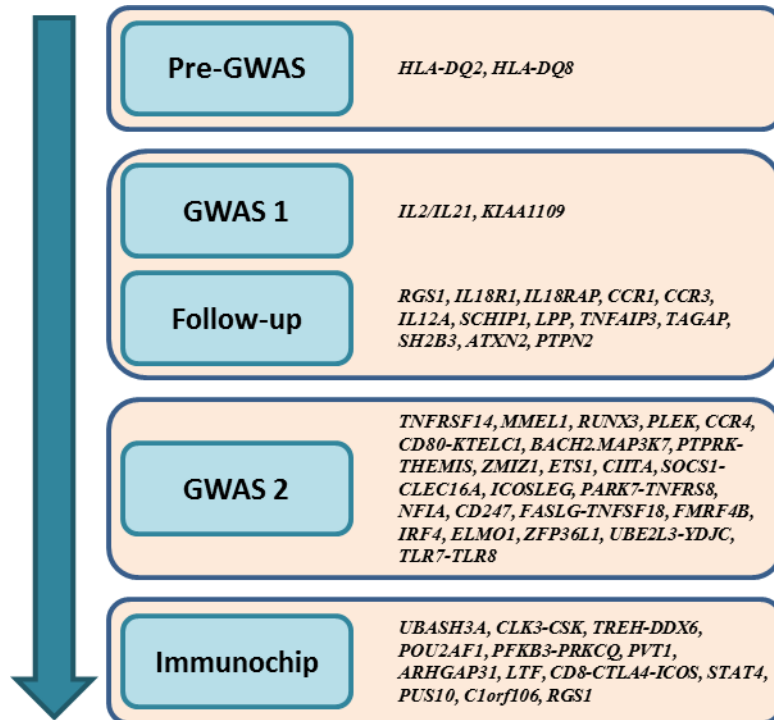 Pre-GWAS
HLA-DQ2, HLA-DQ8
GWAS 1
IL2/IL21, KIAA1109
Follow-up
RGS1, IL18R1, IL18RAP, CCR1, CCR3,
IL12A, SCHIP1, LPP, TNFAIP3, TAGAP,
SH2B3, ATXN2, PTPN2
GWAS 2
TNFRSF14, MMEL1, RUNX3, PLEK, CCR4,
CD80-KTELC1, BACH2.MAP3K7, PTPRK-
THEMIS, ZMIZ1, ETS1, CIITA, SOCS1-
CLEC16A, ICOSLEG, PARK7-TNFRS8,
NFIA, CD247, FASLG-TNFSF18, FMRF4B,
IRF4, ELMO1, ZFP36L1, UBE2L3-YDJC,
TLR7-TLR8
Immunochip
UBASH3A, CLK3-CSK, TREH-DDX6,
POU2AF1, PFKB3-PRKCQ, PVT1,
ARHGAP31, LTF, CD8-CTLA4-ICOS, STAT4,
PUS10, C1orf106, RGS1